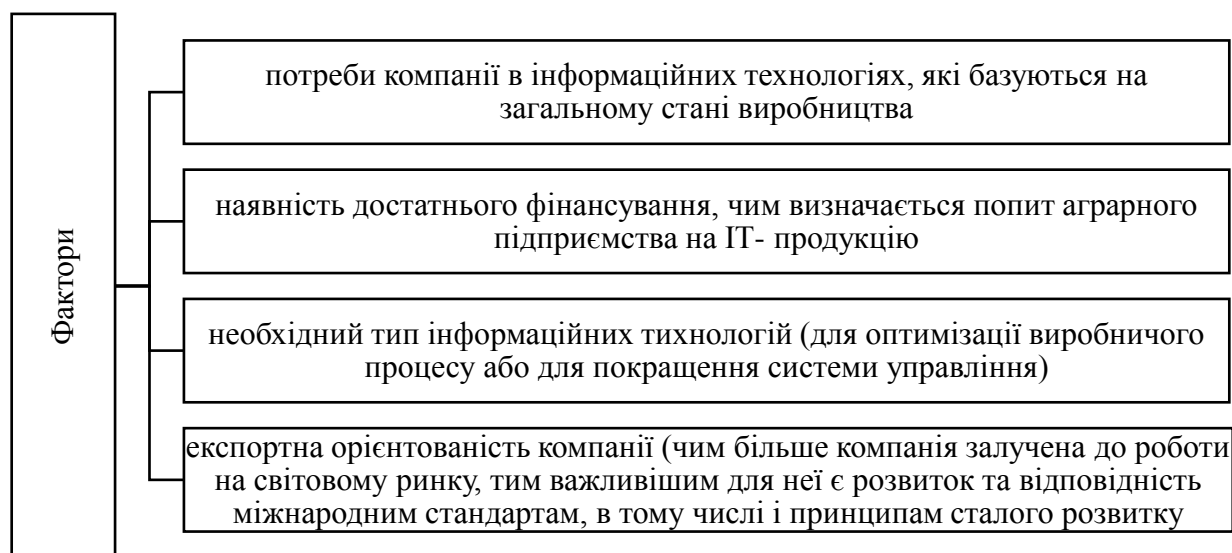 Фактори
потреби компанії в інформаційних технологіях, які базуються на
загальному стані виробництва
наявність достатнього фінансування, чим визначається попит аграрного
підприємства на ІТ- продукцію
необхідний тип інформаційних тихнологій (для оптимізації виробничого
процесу або для покращення системи управління)
експортна орієнтованість компанії (чим більше компанія залучена до роботи
на світовому ринку, тим важливішим для неї є розвиток та відповідність
міжнародним стандартам, в тому числі і принципам сталого розвитку